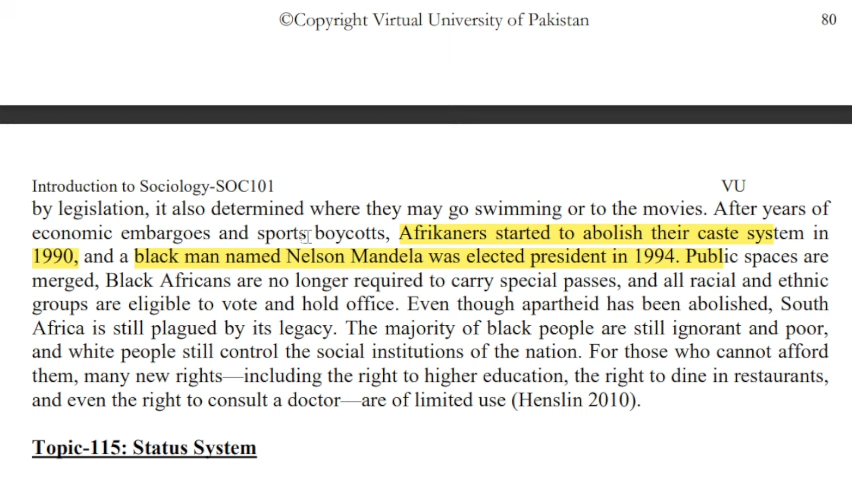 ©Copyright Virtual University of Pakistan 80
Introduction to Sociology-SOC101 VU
by legislation, it also determined where they may go swimming or to the movies. After years of
economic embargoes and sports boycotts, Afrikaners started to abolish their caste system in
1990, and a black man named Nelson Mandela was elected president in 1994. Public spaces are
merged, Black Africans are no longer required to carry special passes, and all racial and ethnic
groups are eligible to vote and hold office. Even though apartheid has been abolished, South
Africa is still plagued by its legacy. The majority of black people are still ignorant and poor,
and white people still control the social institutions of the nation. For those who cannot afford
them, many new rights—including the right to higher education, the right to dine in restaurants,
and even the right to consult a doctor—are of limited use (Henslin 2010).
Topic-115: Status System